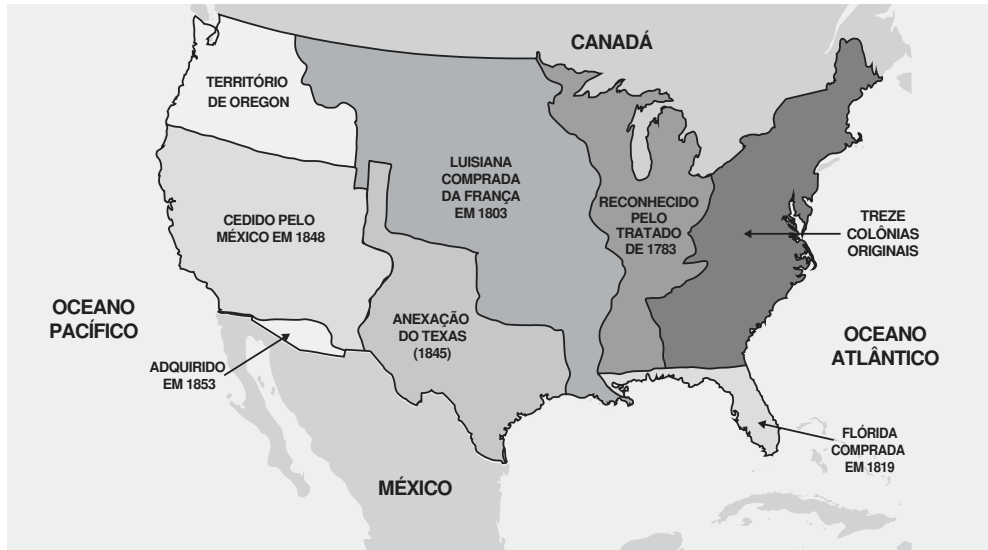 CANADÁ
TERRITÓRIO
DE OREGON
LUISIANA
COMPRADA
DA FRANÇA
EM 1803
RECONHECIDO
PELO
TRATADO
DE 1783
CEDIDO PELO
MÉXICO EM 1848
TREZE
COLÔNIAS
ORIGINAIS
OCEANO
PACÍFICO
ANEXAÇÃO
DO TEXAS
(1845)
OCEANO
ATLÂNTICO
ADQUIRIDO
EM 1853
FLÓRIDA
COMPRADA
EM 1819
MÉXICO